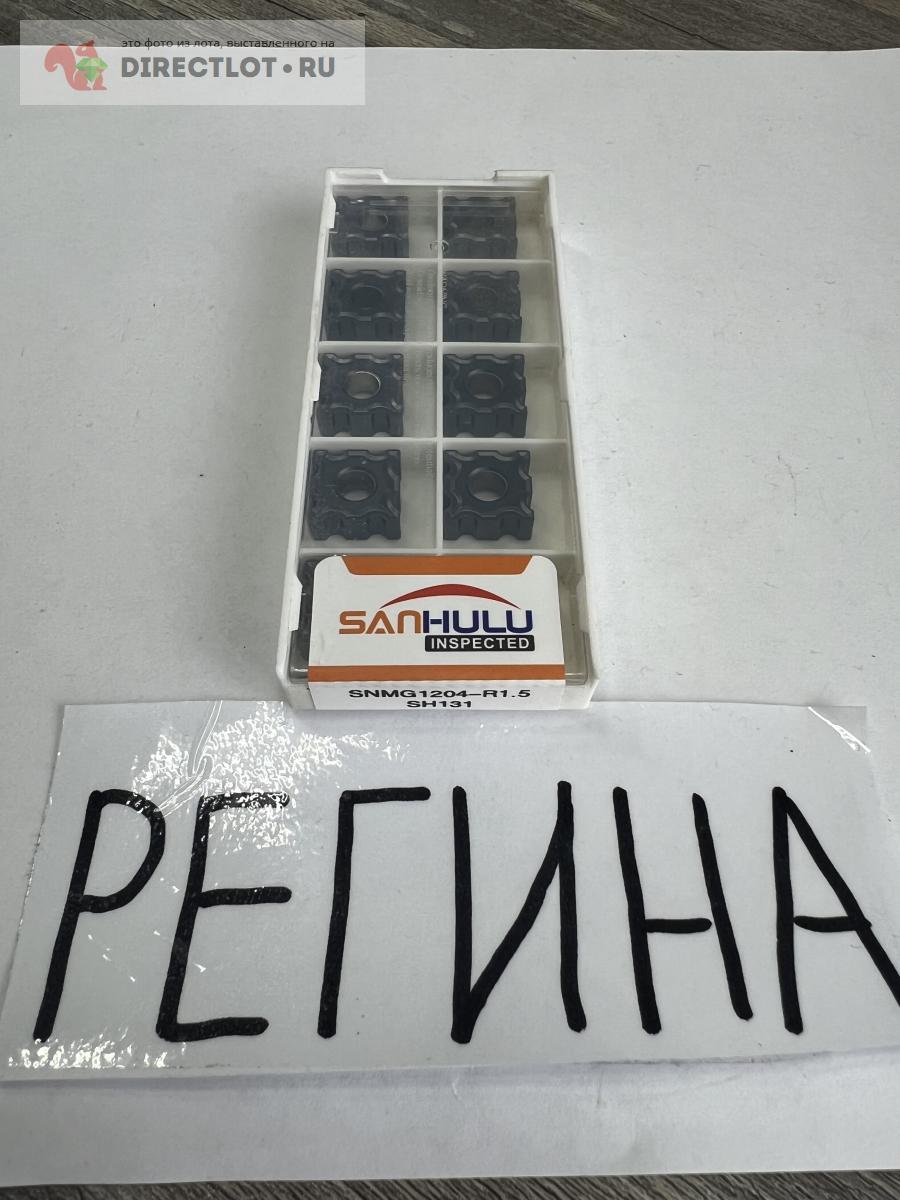 это фото из лота, выставленного на
DIRECTLOT.RU
SANHULU
INSPECTED
SNMG1204-R1.5
SH131
РЕГИНА